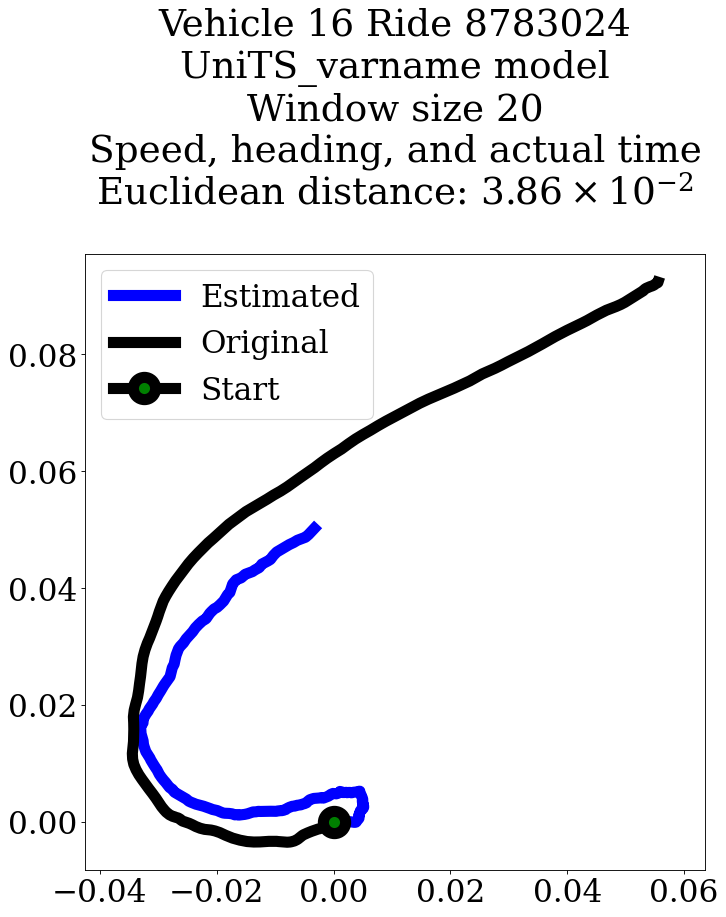 Vehicle 16 Ride 8783024
UniTS_varname model
Window size 20
Speed, heading, and actual time
Euclidean distance: 3.86 × 10⁻²
Estimated
Original
Start
0.08
0.06
0.04
0.02
0.00
−0.04 −0.02 0.00 0.02 0.04 0.06